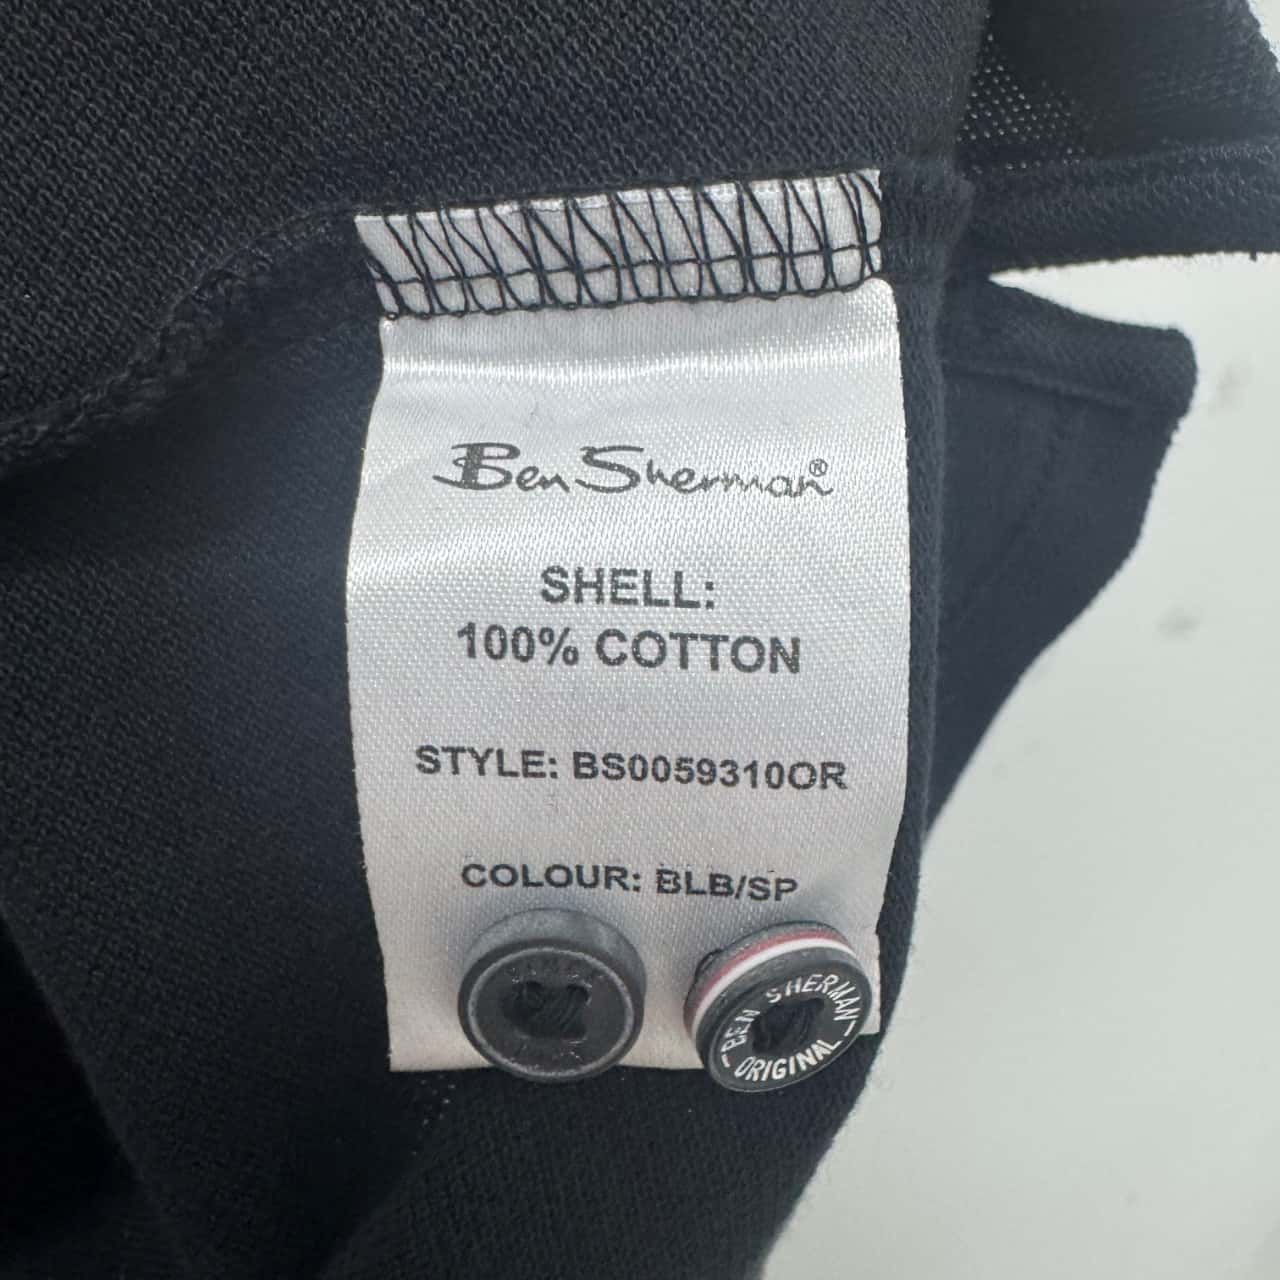 Ben Sherman®
SHELL:
100% COTTON
STYLE: BS0059310OR
COLOUR: BLB/SP
BEN SHERMAN
ORIGINAL